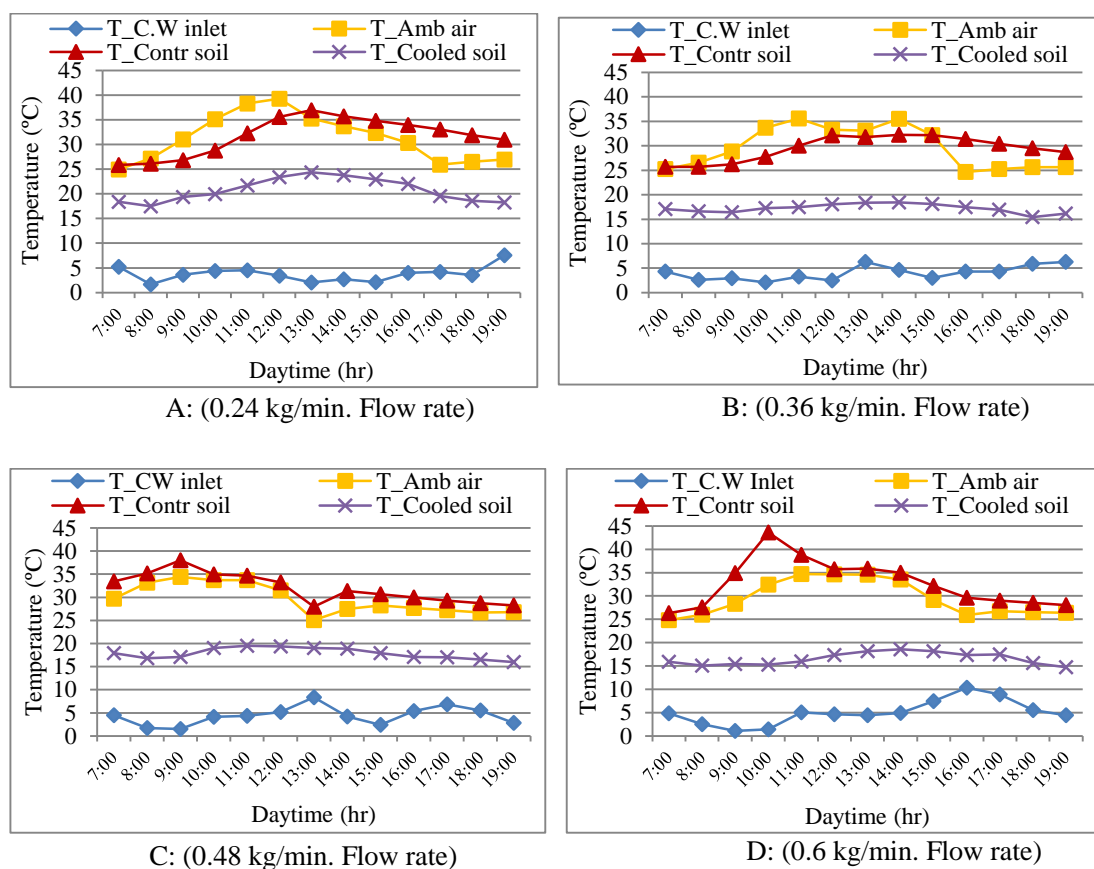 T_C.W inlet T_Amb air
T_Contr soil T_Cooled soil
45
40
35
30
25
20
15
10
5
0
Temperature (ºC)
7:00 8:00 9:00 10:00 11:00 12:00 13:00 14:00 15:00 16:00 17:00 18:00 19:00
Daytime (hr)
A: (0.24 kg/min. Flow rate)
T_C.W inlet T_Amb air
T_Contr soil T_Cooled soil
45
40
35
30
25
20
15
10
5
0
Temperature (ºC)
7:00 8:00 9:00 10:00 11:00 12:00 13:00 14:00 15:00 16:00 17:00 18:00 19:00
Daytime (hr)
B: (0.36 kg/min. Flow rate)
T_CW inlet T_Amb air
T_Contr soil T_Cooled soil
45
40
35
30
25
20
15
10
5
0
Temperature (ºC)
7:00 8:00 9:00 10:00 11:00 12:00 13:00 14:00 15:00 16:00 17:00 18:00 19:00
Daytime (hr)
C: (0.48 kg/min. Flow rate)
T_C.W Inlet T_Amb air
T_Contr soil T_Cooled soil
45
40
35
30
25
20
15
10
5
0
Temperature (ºC)
7:00 8:00 9:00 10:00 11:00 12:00 13:00 14:00 15:00 16:00 17:00 18:00 19:00
Daytime (hr)
D: (0.6 kg/min. Flow rate)